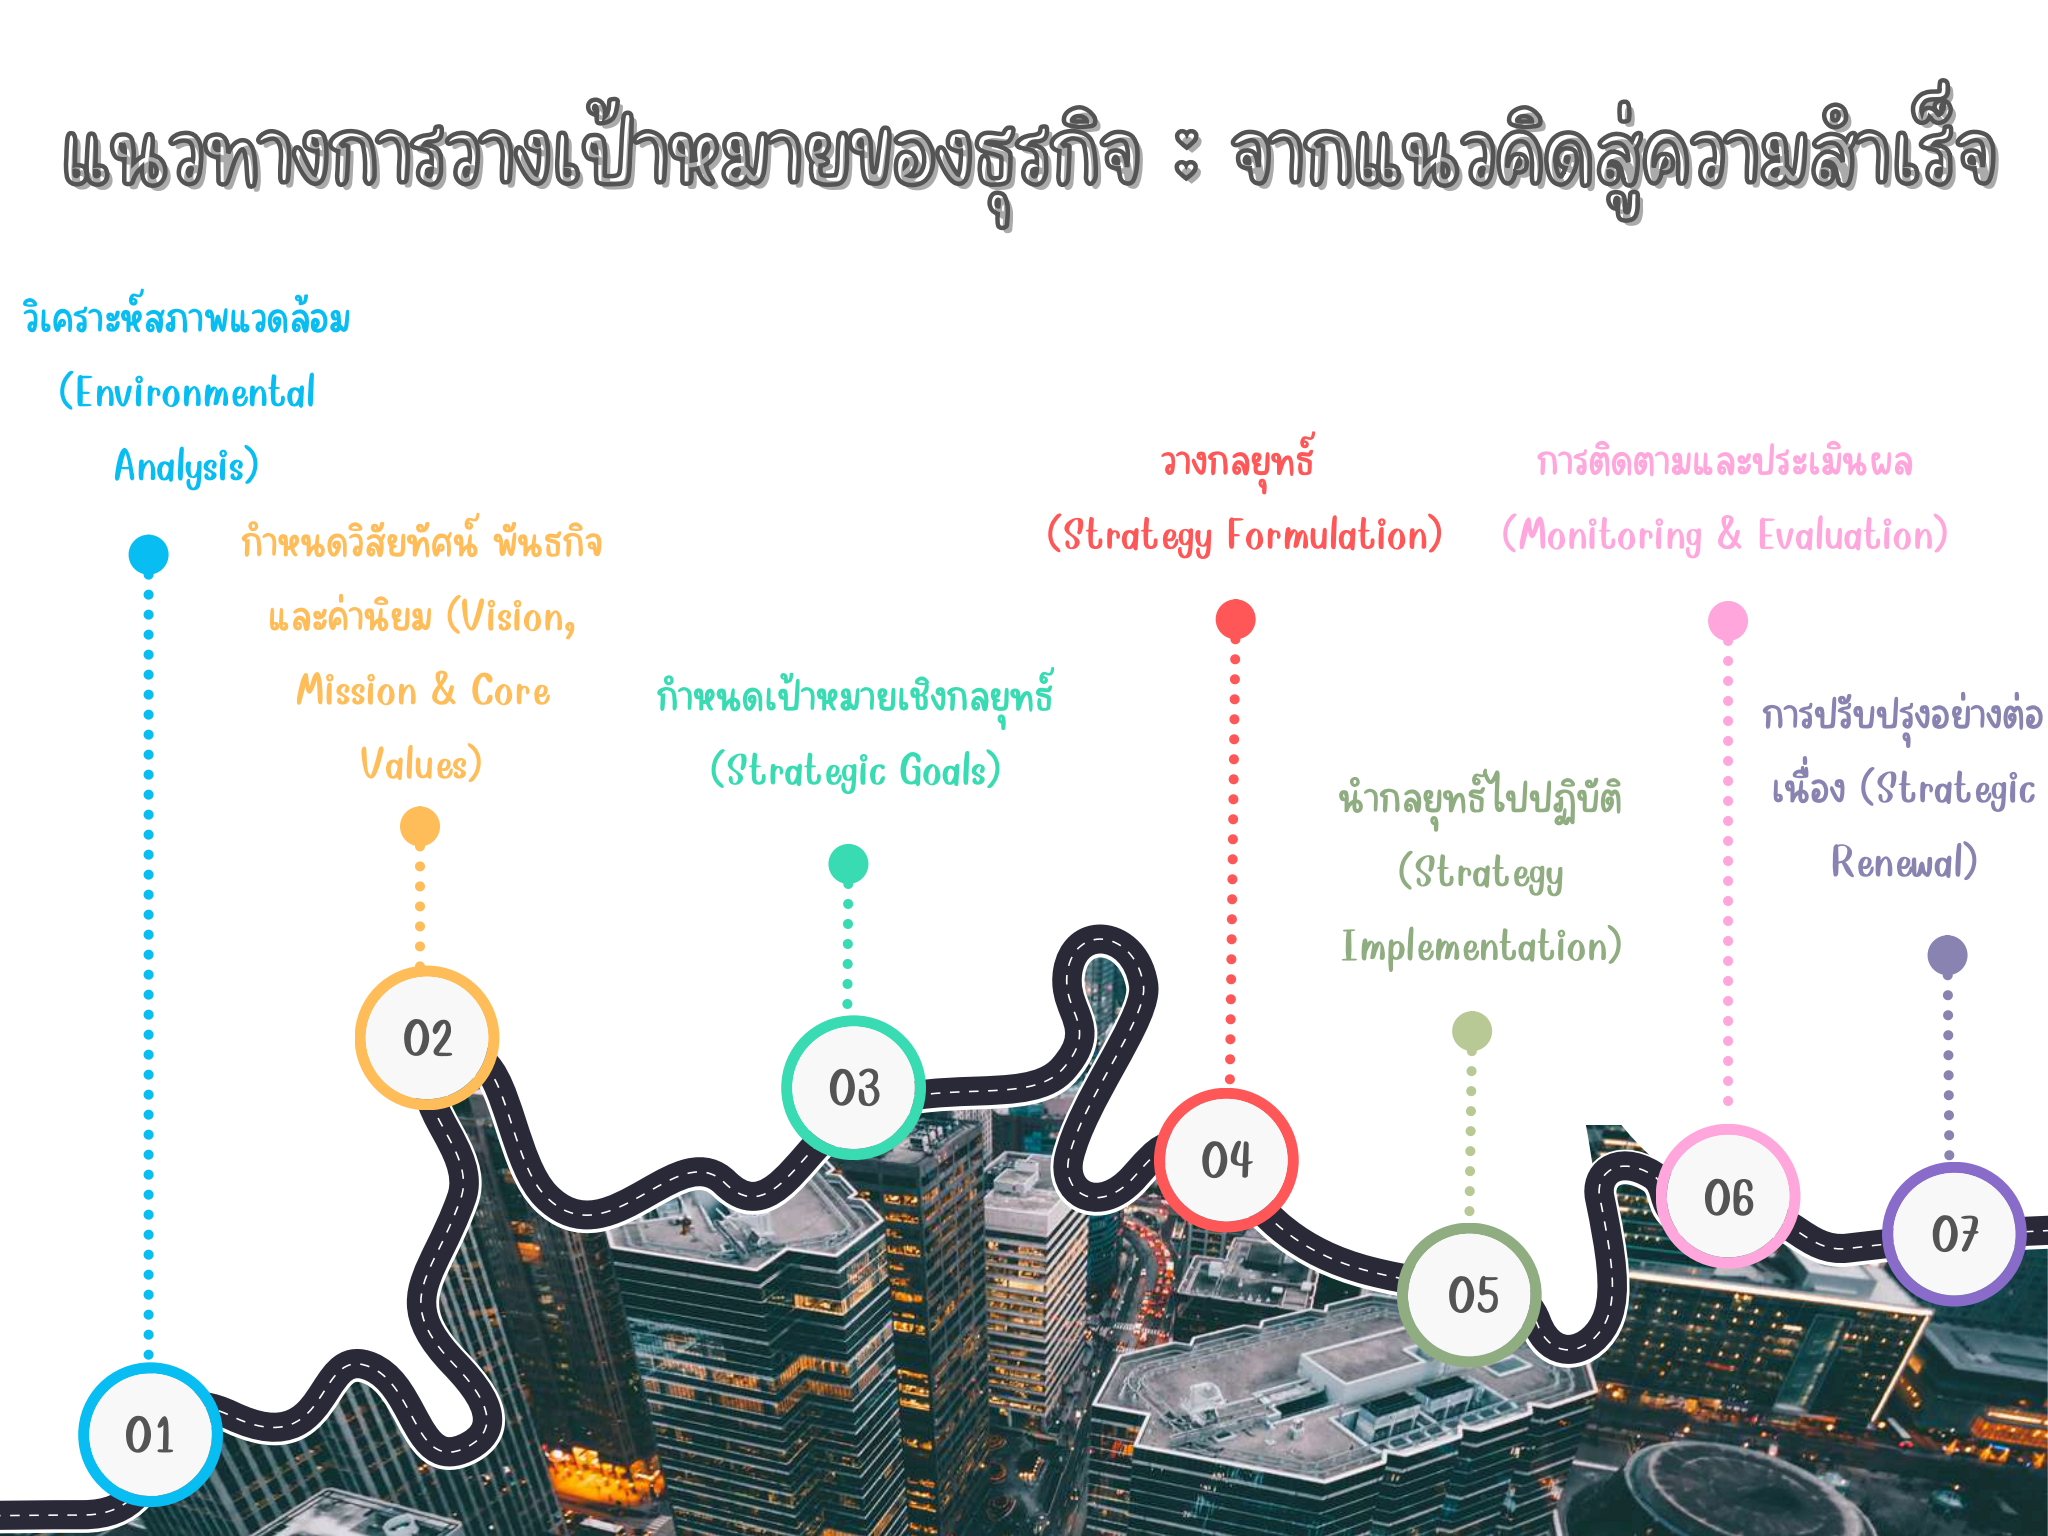 แนวทางการวางเป้าหมายของธุรกิจ : จากแนวคิดสู่ความสำเร็จ
วิเคราะห์สภาพแวดล้อม
(Environmental
Analysis)
กำหนดวิสัยทัศน์ พันธกิจ
และค่านิยม (Vision,
Mission & Core
Values)
กำหนดเป้าหมายเชิงกลยุทธ์
(Strategic Goals)
วางกลยุทธ์
(Strategy Formulation)
นำกลยุทธ์ไปปฏิบัติ
(Strategy
Implementation)
การติดตามและประเมินผล
(Monitoring & Evaluation)
การปรับปรุงอย่างต่อ
เนื่อง (Strategic
Renewal)
01
02
03
04
05
06
07